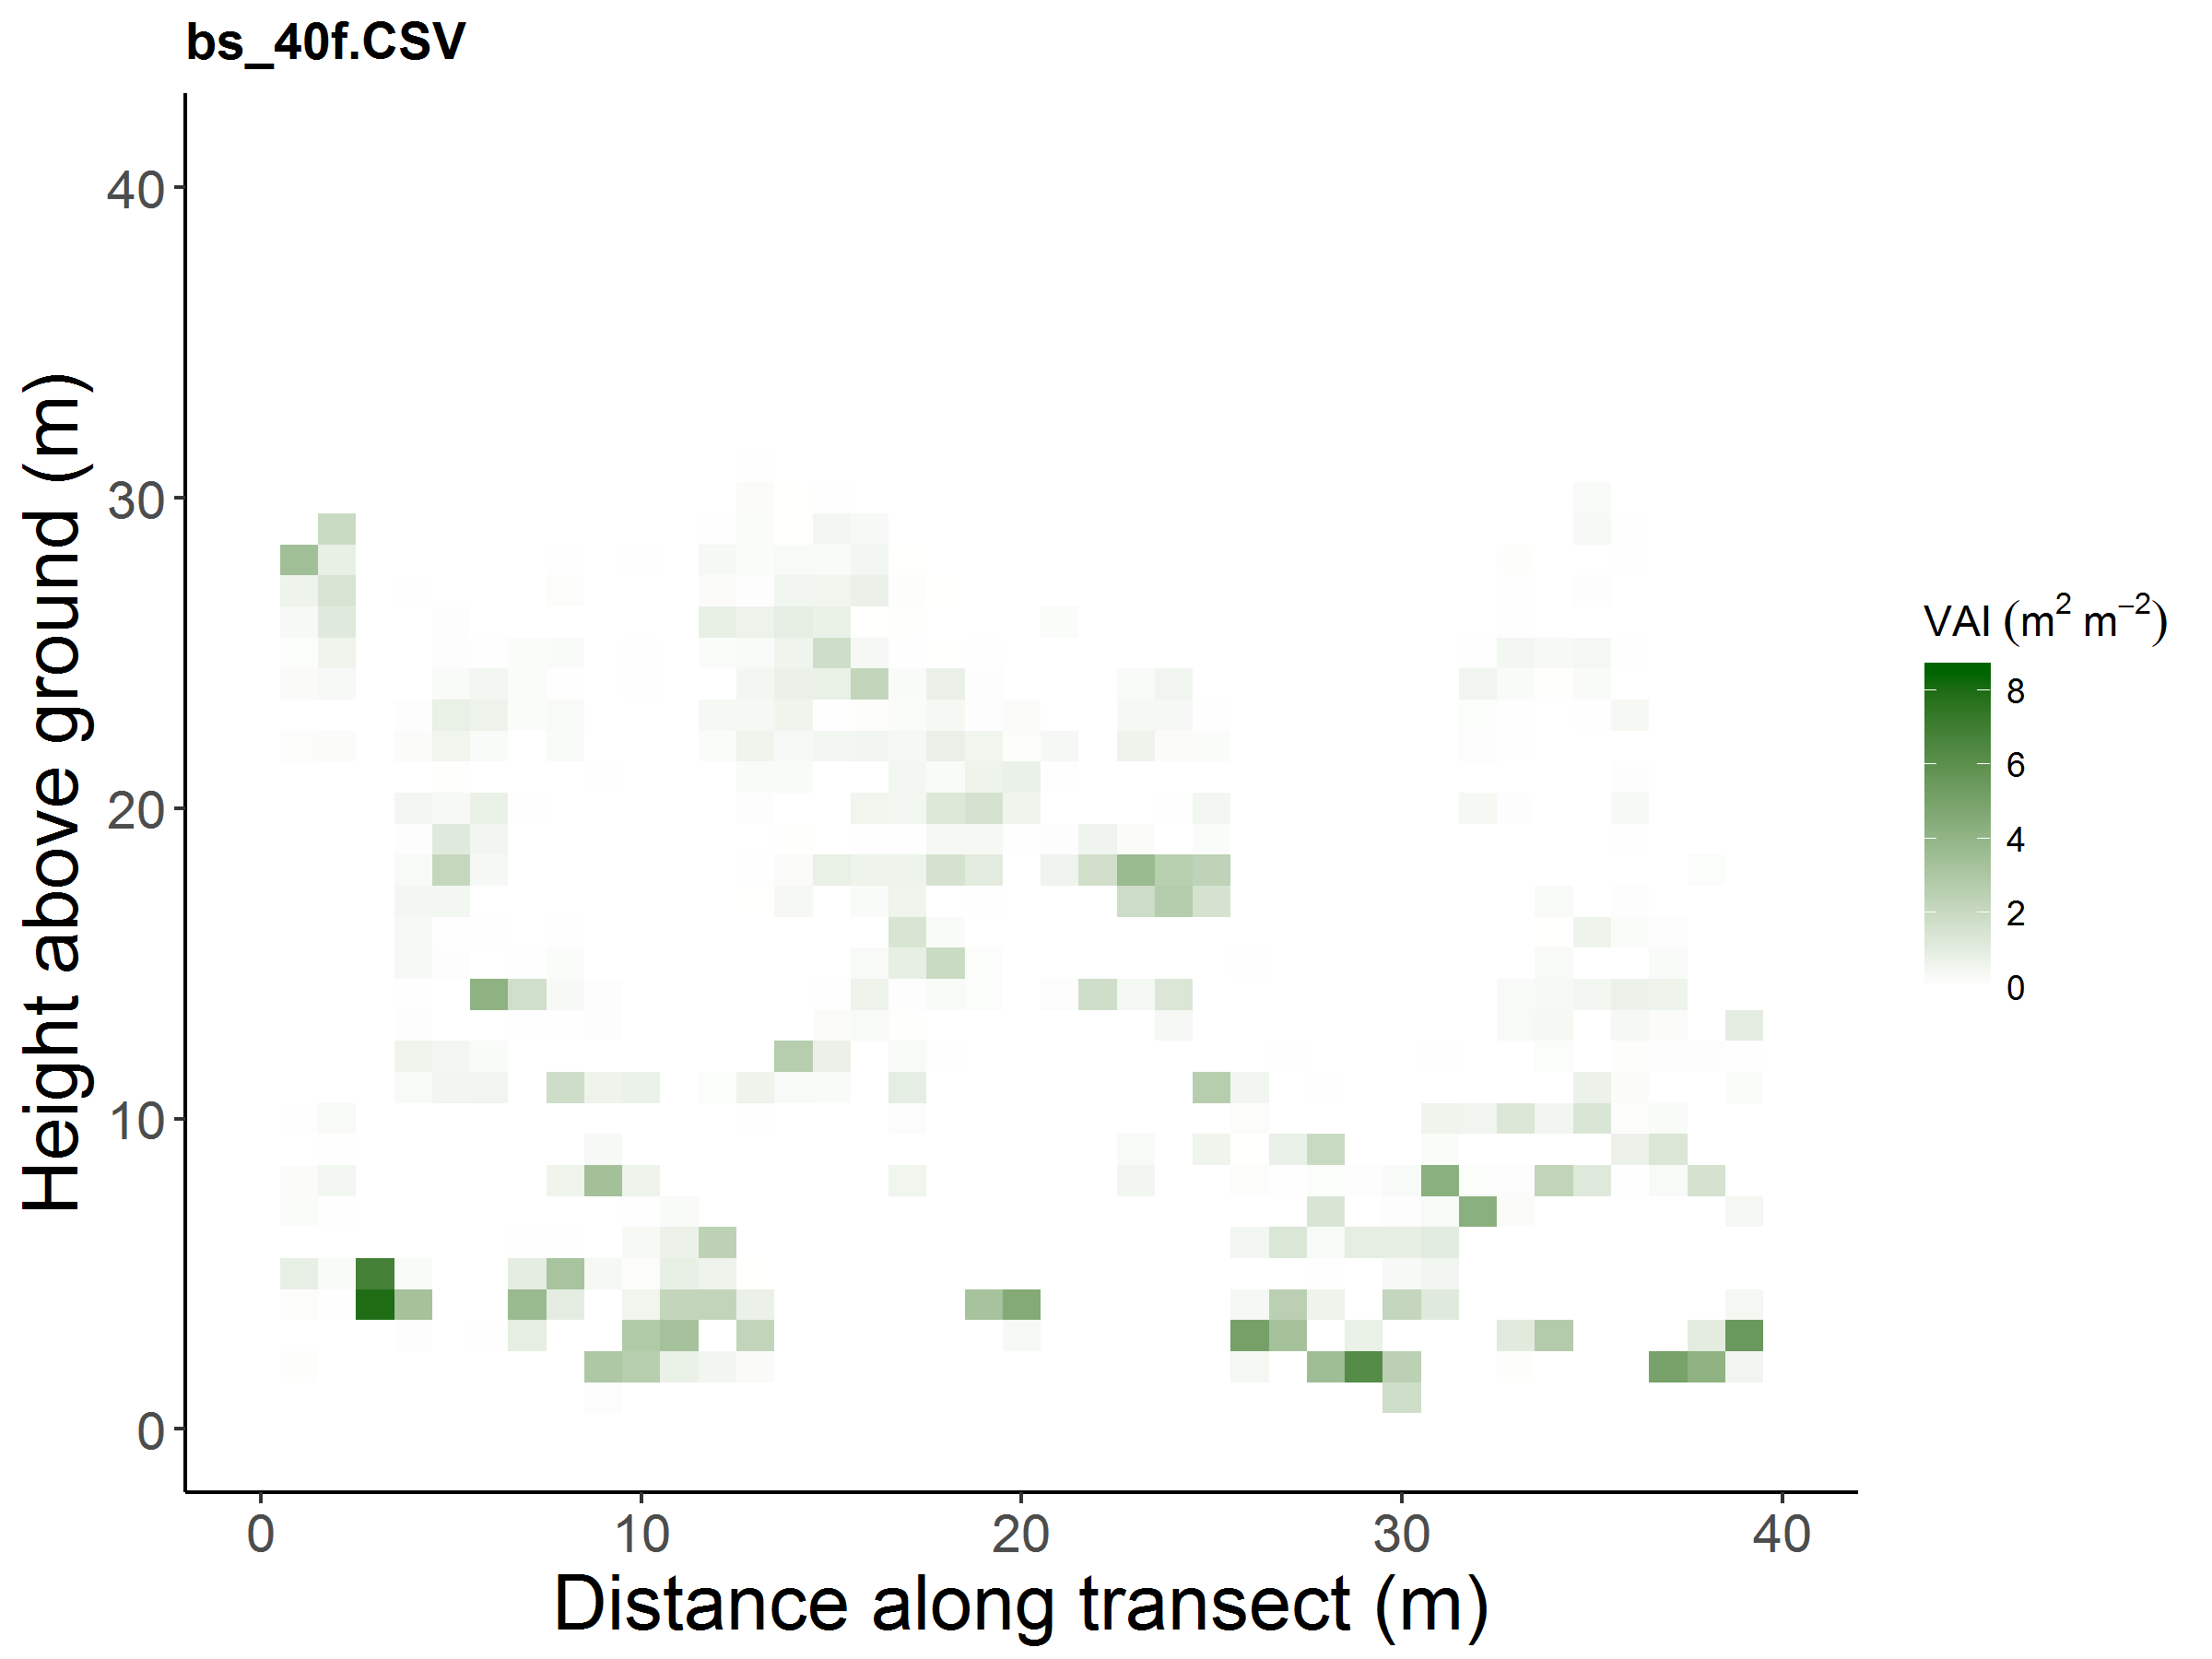 bs_40f.CSV
Height above ground (m)
40
30
20
10
0
0 10 20 30 40
Distance along transect (m)
VAI (m² m⁻²)
8
6
4
2
0